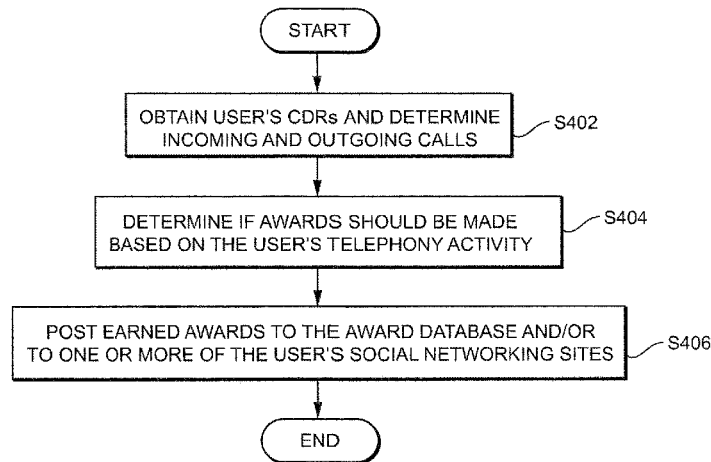 START
OBTAIN USER'S CDRs AND DETERMINE
INCOMING AND OUTGOING CALLS
S402
DETERMINE IF AWARDS SHOULD BE MADE
BASED ON THE USER'S TELEPHONY ACTIVITY
S404
POST EARNED AWARDS TO THE AWARD DATABASE AND/OR
TO ONE OR MORE OF THE USER'S SOCIAL NETWORKING SITES
S406
END